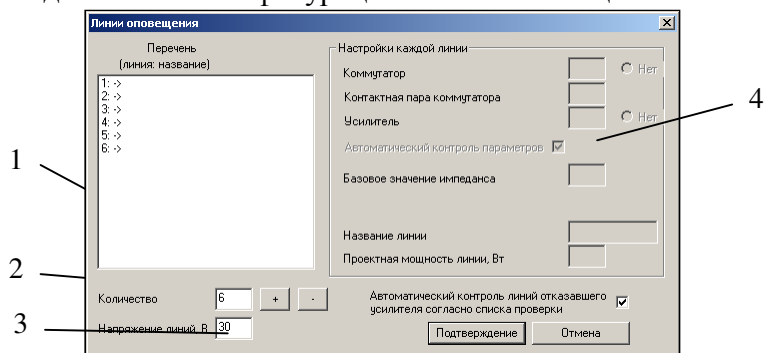 Линии оповещения
Перечень
(линия: название)
1: ->
2: ->
3: ->
4: ->
5: ->
6: ->
Количество
6
+
-
Напряжение линий, В
30
Настройки каждой линии
Коммутатор
Нет
Контактная пара коммутатора
Усилитель
Нет
Автоматический контроль параметров
Базовое значение импеданса
Название линии
Проектная мощность линии, Вт
Автоматический контроль линий отказавшего
усилителя согласно списка проверки
Подтверждение
Отмена
1
2
3
4